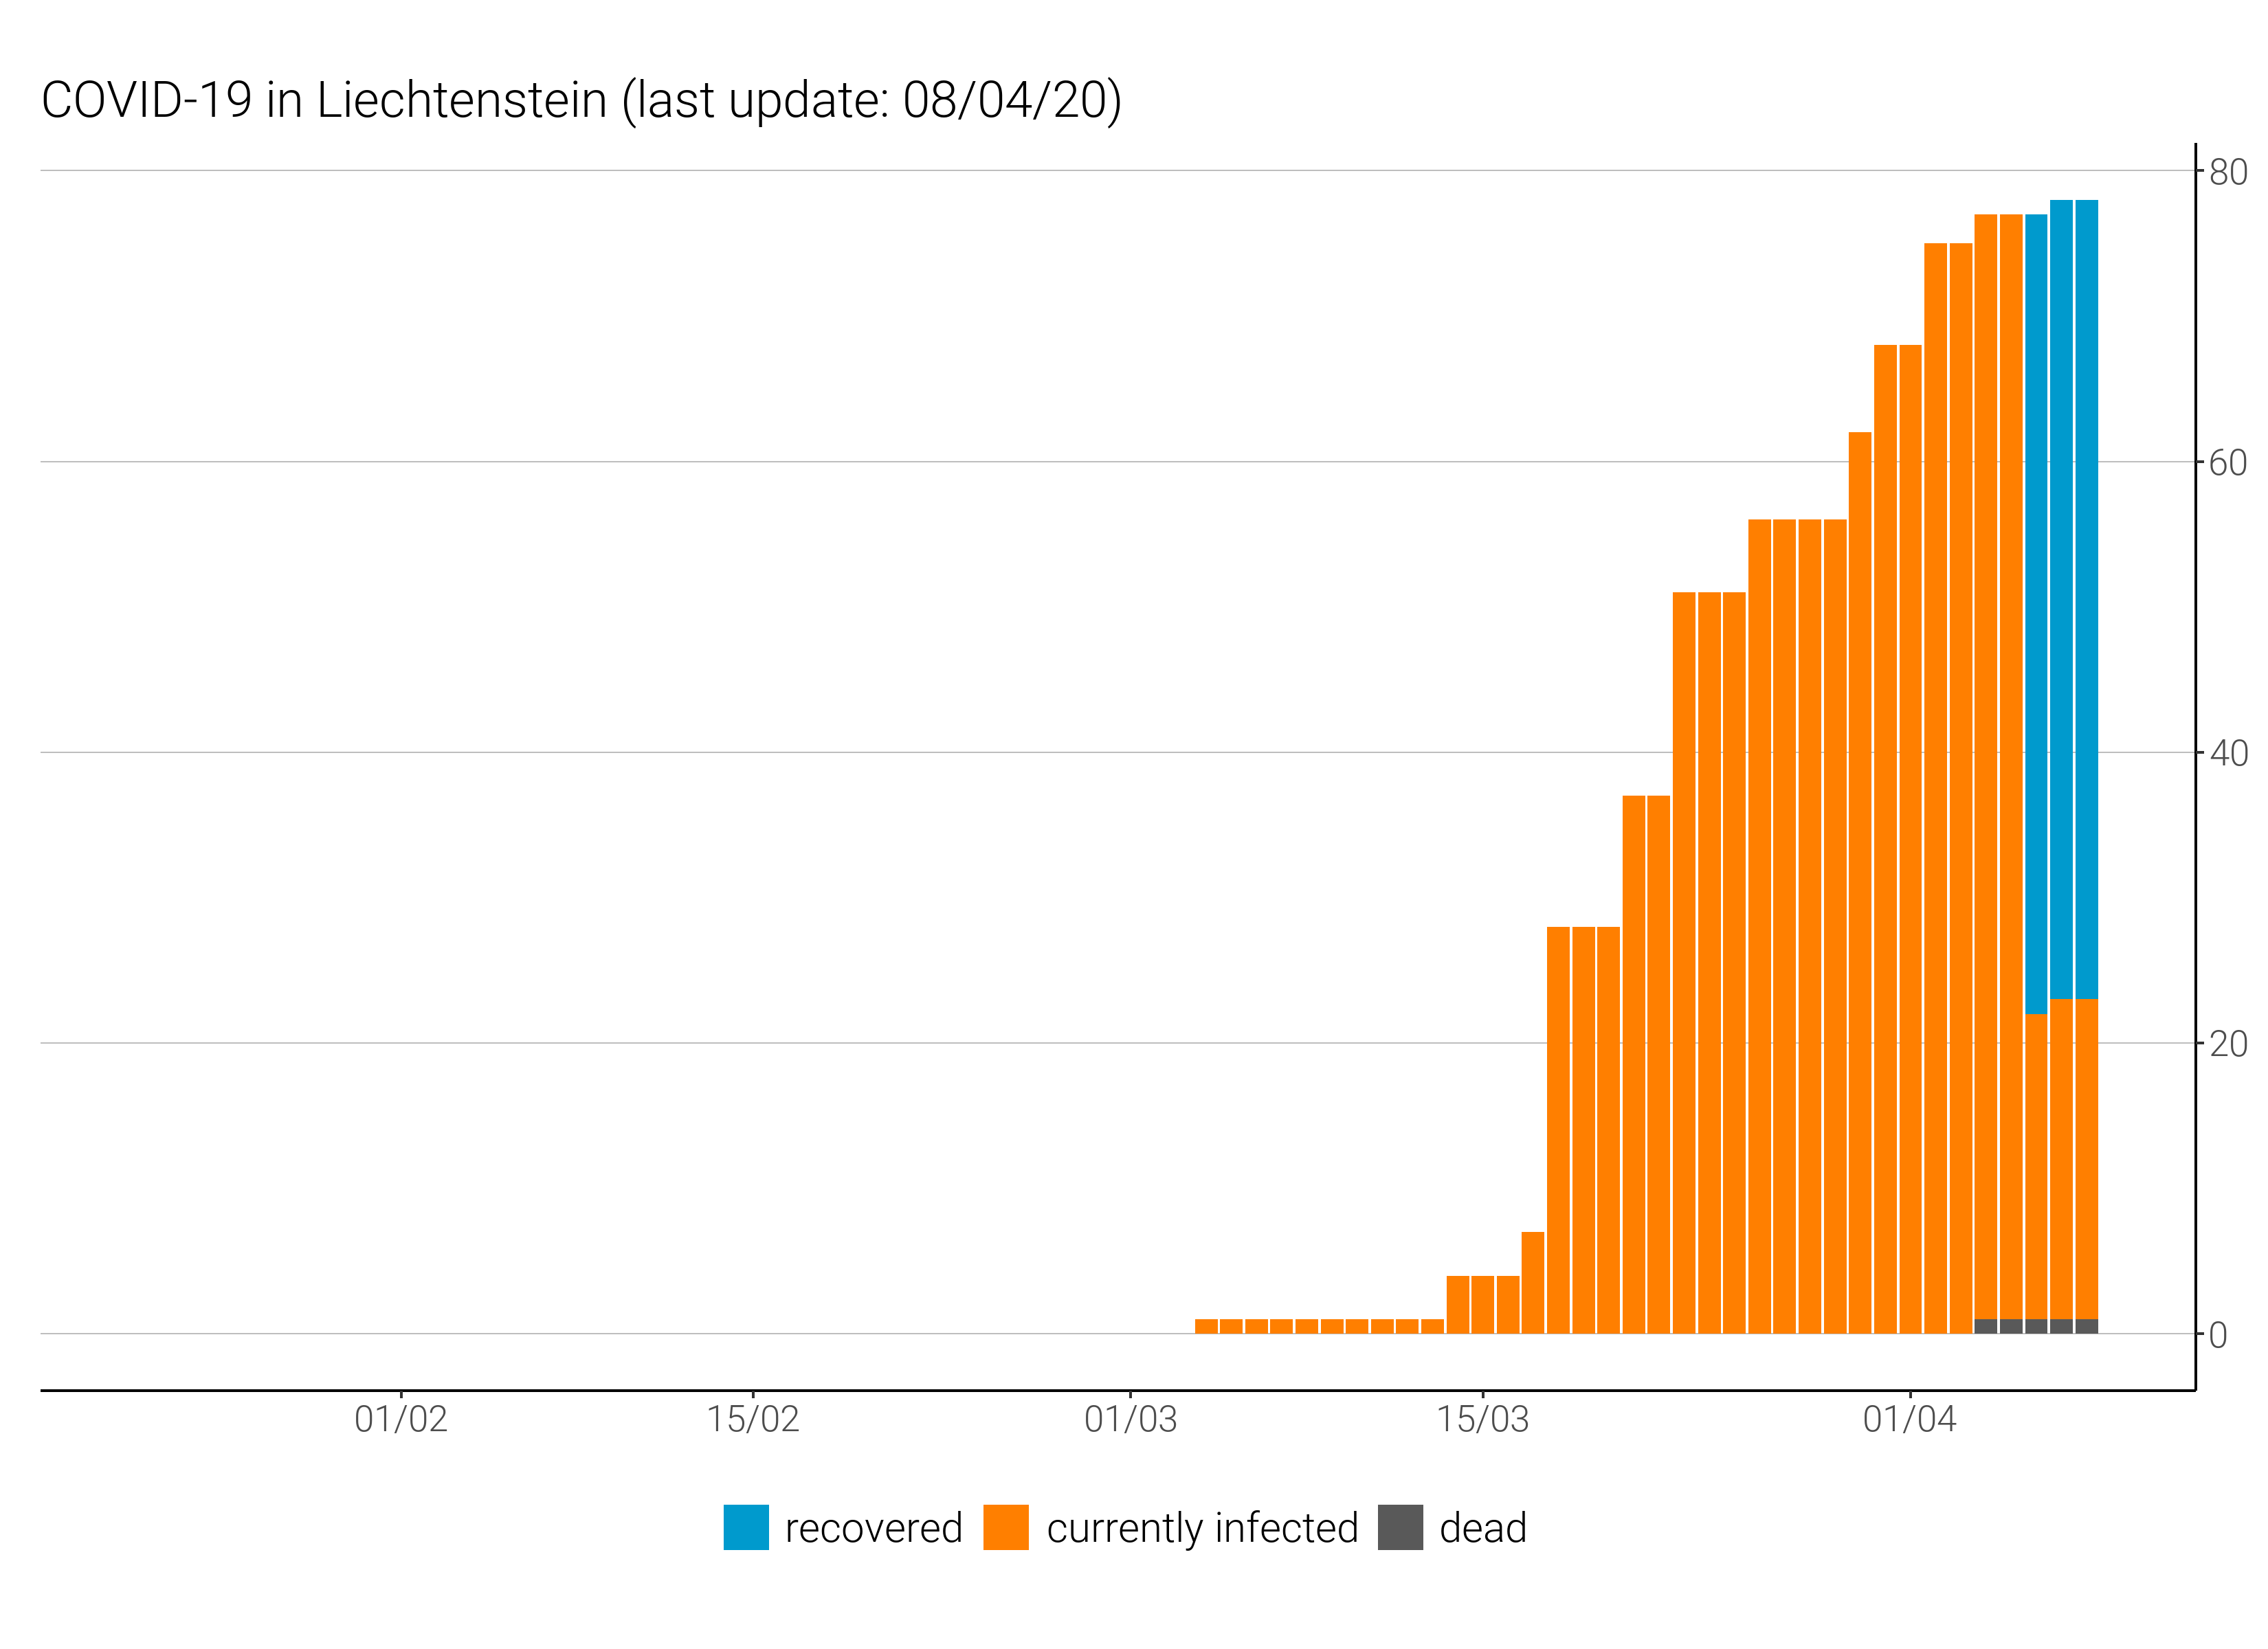 COVID-19 in Liechtenstein (last update: 08/04/20)
80
60
40
20
0
01/02 15/02 01/03 15/03 01/04
recovered currently infected dead